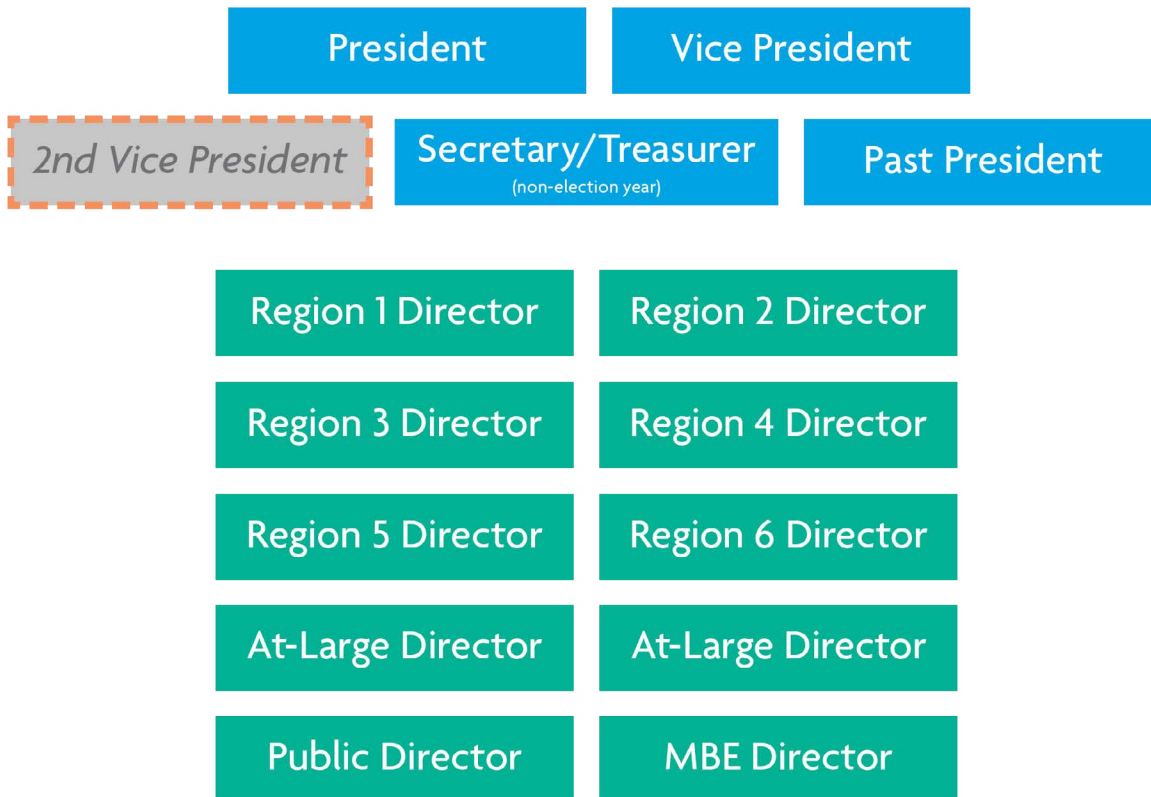 President
Vice President
2nd Vice President
Secretary/Treasurer
(non-election year)
Past President
Region 1 Director
Region 2 Director
Region 3 Director
Region 4 Director
Region 5 Director
Region 6 Director
At-Large Director
At-Large Director
Public Director
MBE Director